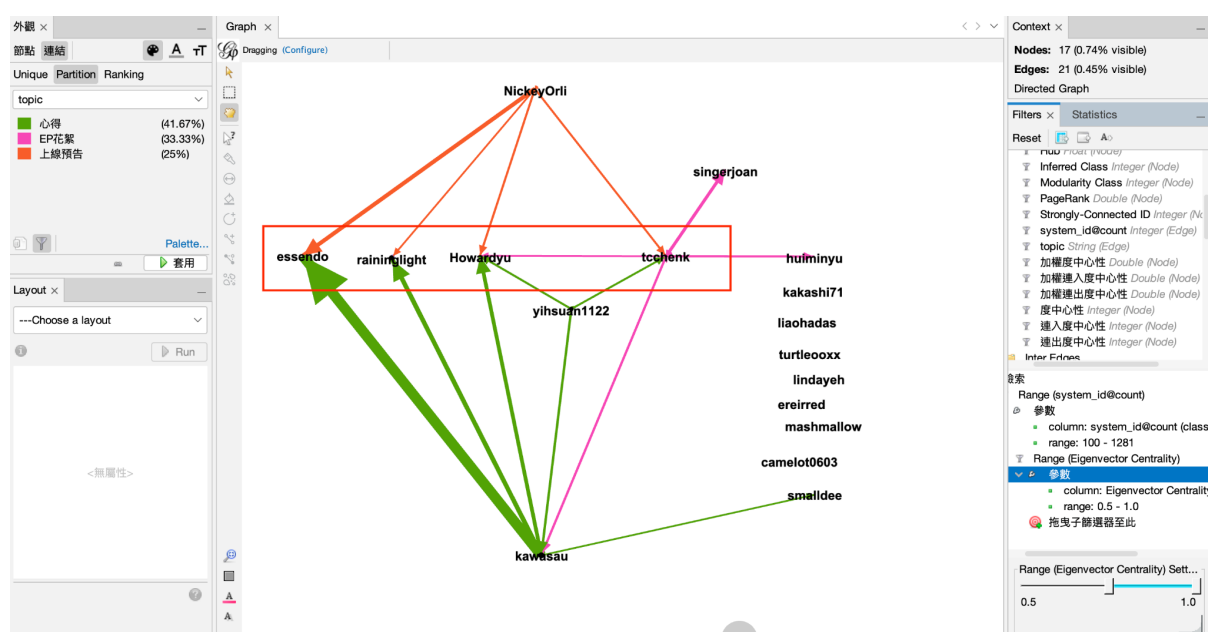 外觀 ×
節點 連結
Unique Partition Ranking
topic
心得 (41.67%)
EP花絮 (33.33%)
上線預告 (25%)
Palette...
套用
Layout ×
---Choose a layout
Run
<無屬性>
Graph ×
Dragging (Configure)
NickeyOrli
singerjoan
essendo
raininglight
Howardyu
tcchenk
huiminyu
kakashi71
yihsuan1122
liaohadas
turtleooxx
lindayeh
ereirred
mashmallow
camelot0603
smalldee
kawasau
Context ×
Nodes: 17 (0.74% visible)
Edges: 21 (0.45% visible)
Directed Graph
Filters × Statistics
Reset
Hub Float (Node)
Inferred Class Integer (Node)
Modularity Class Integer (Node)
PageRank Double (Node)
Strongly-Connected ID Integer (No
system_id@count Integer (Edge)
topic String (Edge)
加權度中心性 Double (Node)
加權連入度中心性 Double (Node)
加權連出度中心性 Double (Node)
度中心性 Integer (Node)
連入度中心性 Integer (Node)
連出度中心性 Integer (Node)
Inter Edges
檢索
Range (system_id@count)
參數
column: system_id@count (class
range: 100 - 1281
Range (Eigenvector Centrality)
參數
column: Eigenvector Centrality
range: 0.5 - 1.0
拖曳子篩選器至此
Range (Eigenvector Centrality) Sett...
0.5 1.0